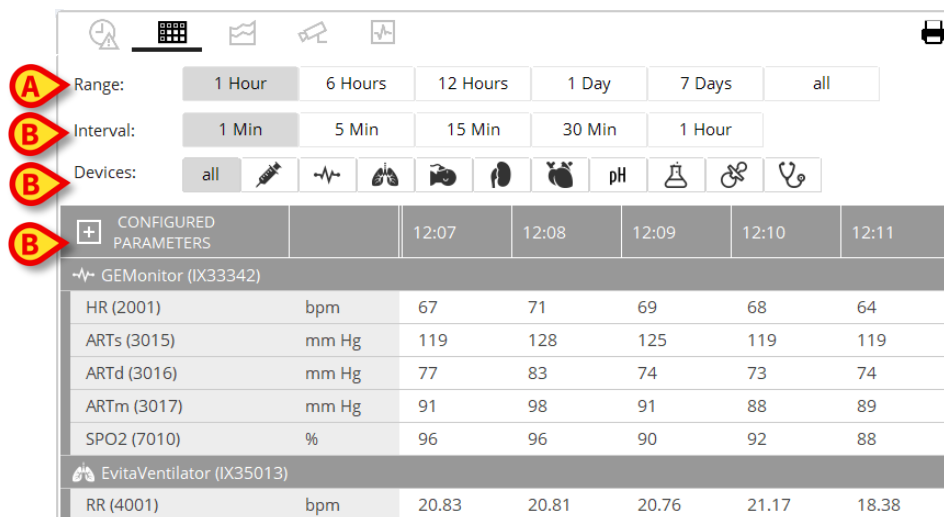 A Range: 1 Hour 6 Hours 12 Hours 1 Day 7 Days all
B Interval: 1 Min 5 Min 15 Min 30 Min 1 Hour
B Devices: all pH
B CONFIGURED
PARAMETERS 12:07 12:08 12:09 12:10 12:11
GEMonitor (IX33342)
HR (2001) bpm 67 71 69 68 64
ARTs (3015) mm Hg 119 128 125 119 119
ARTd (3016) mm Hg 77 83 74 73 74
ARTm (3017) mm Hg 91 98 91 88 89
SPO2 (7010) % 96 96 90 92 88
EvitaVentilator (IX35013)
RR (4001) bpm 20.83 20.81 20.76 21.17 18.38